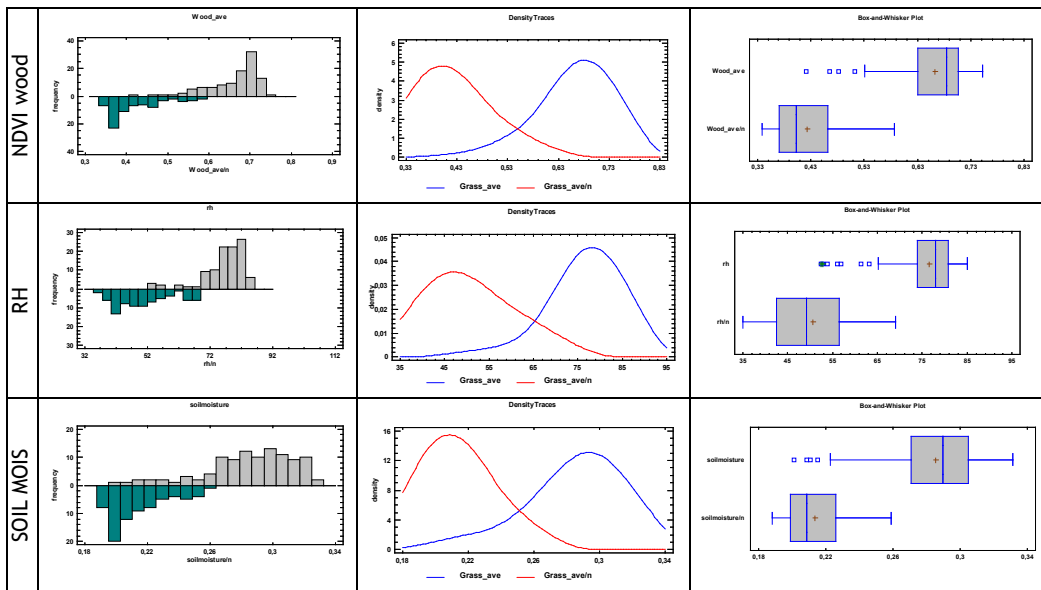 NDVI wood
Wood_ave
frequency
40
20
0
20
40
0,3 0,4 0,5 0,6 0,7 0,8 0,9
Wood_ave/n
DensityTraces
density
6
5
4
3
2
1
0
0,33 0,43 0,53 0,63 0,73 0,83
Grass_ave Grass_ave/n
Box-and-Whisker Plot
Wood_ave
Wood_ave/n
0,33 0,43 0,53 0,63 0,73 0,83
RH
rh
frequency
30
20
10
0
10
20
30
32 52 72 92 112
rh/n
DensityTraces
density
0,05
0,04
0,03
0,02
0,01
0
35 45 55 65 75 85 95
Grass_ave Grass_ave/n
Box-and-Whisker Plot
rh
rh/n
35 45 55 65 75 85 95
SOIL MOIS
soilmoisture
frequency
20
10
0
10
20
0,18 0,22 0,26 0,3 0,34
soilmoisture/n
DensityTraces
density
16
12
8
4
0
0,18 0,22 0,26 0,3 0,34
Grass_ave Grass_ave/n
Box-and-Whisker Plot
soilmoisture
soilmoisture/n
0,18 0,22 0,26 0,3 0,34